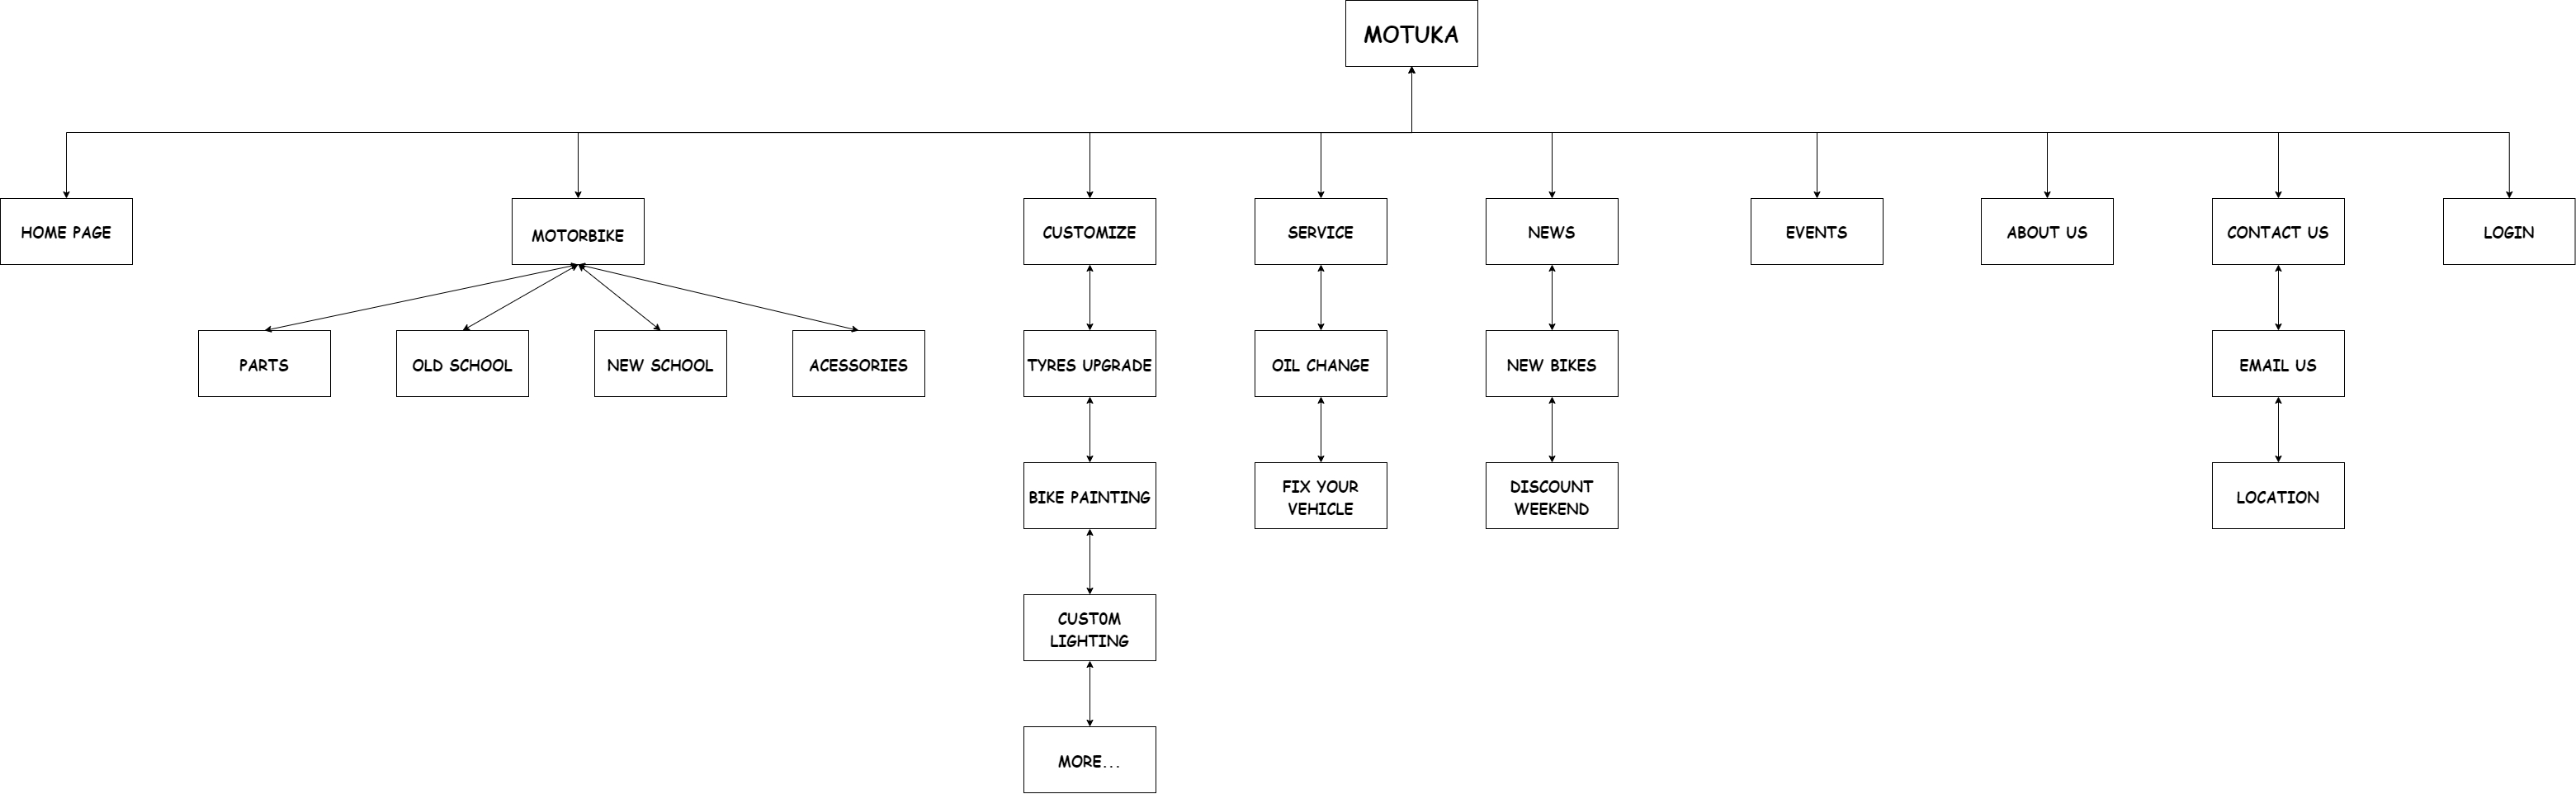 MOTUKA
HOME PAGE
MOTORBIKE
CUSTOMIZE
SERVICE
NEWS
EVENTS
ABOUT US
CONTACT US
LOGIN
PARTS
OLD SCHOOL
NEW SCHOOL
ACESSORIES
TYRES UPGRADE
OIL CHANGE
NEW BIKES
EMAIL US
BIKE PAINTING
FIX YOUR
VEHICLE
DISCOUNT
WEEKEND
LOCATION
CUST0M
LIGHTING
MORE...